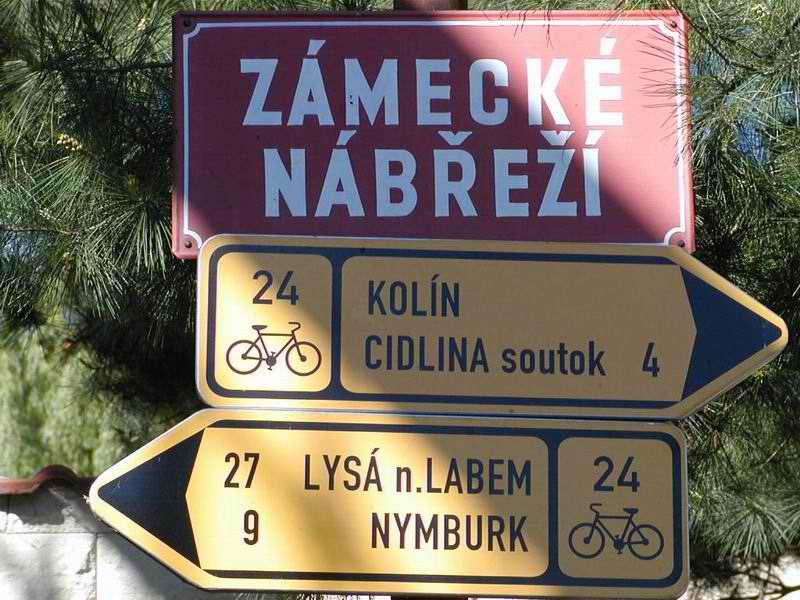 ZÁMECKÉ
NÁBŘEŽÍ
24
KOLÍN
CIDLINA soutok 4
27 LYSÁ n.LABEM
9 NYMBURK
24